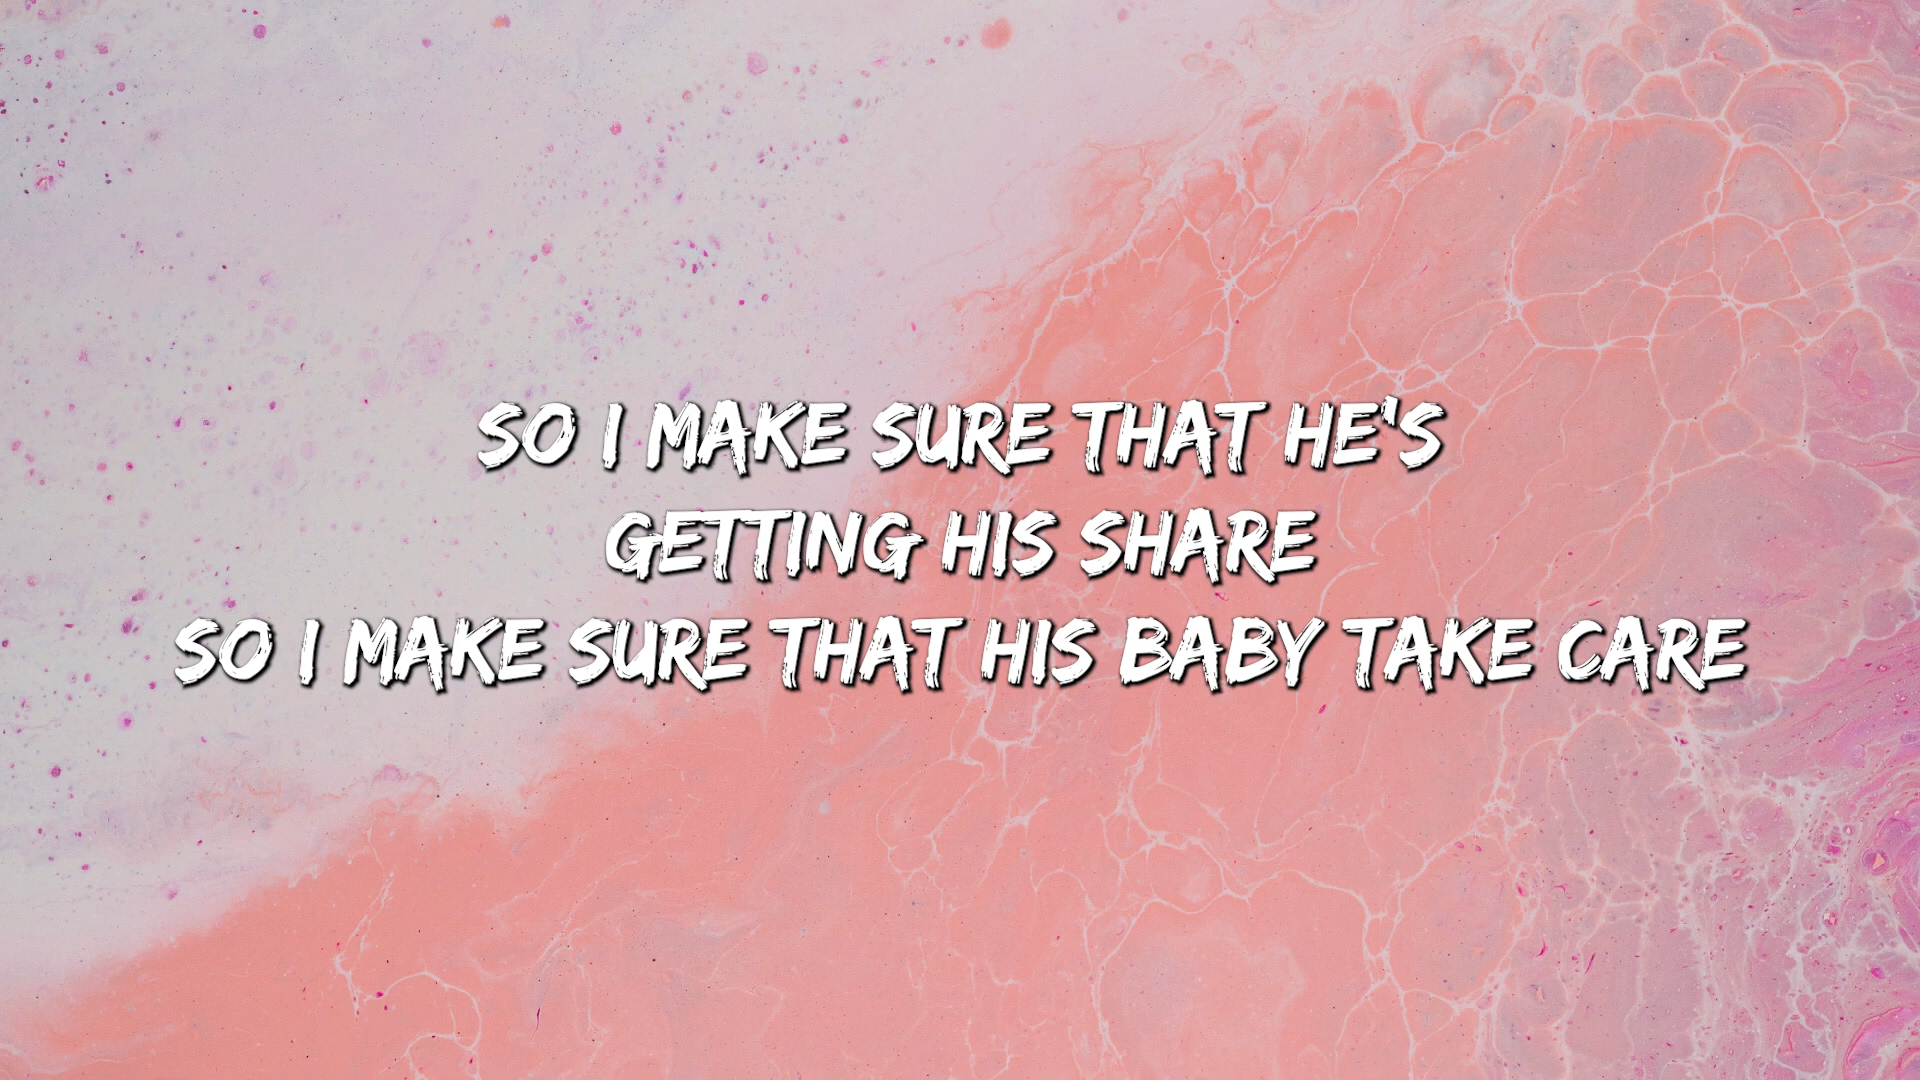 SO I MAKE SURE THAT HE'S
GETTING HIS SHARE
SO I MAKE SURE THAT HIS BABY TAKE CARE